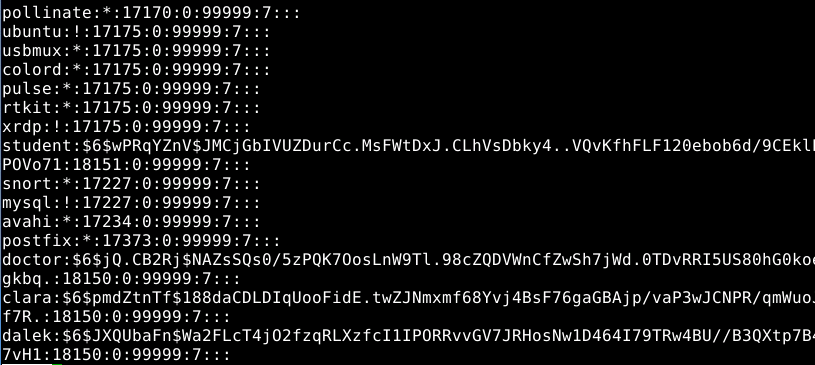 pollinate:*:17170:0:99999:7:::
ubuntu:!:17175:0:99999:7:::
usbmux:*:17175:0:99999:7:::
colord:*:17175:0:99999:7:::
pulse:*:17175:0:99999:7:::
rtkit:*:17175:0:99999:7:::
xrdp:!:17175:0:99999:7:::
student:$6$wPRqYZnV$JMCjGbIVUZDurCc.MsFWtDxJ.CLhVsDbky4..VQvKfhFLF120ebob6d/9CEkl
POVo71:18151:0:99999:7:::
snort:*:17227:0:99999:7:::
mysql:!:17227:0:99999:7:::
avahi:*:17234:0:99999:7:::
postfix:*:17373:0:99999:7:::
doctor:$6$jQ.CB2Rj$NAZsSQs0/5zPQK7OosLnW9Tl.98cZQDVWnCfZwSh7jWd.0TDvRRI5US80hG0koe
gkbq.:18150:0:99999:7:::
clara:$6$pmdZtnTf$188daCDLDIqUooFidE.twZJNmxmf68Yvj4BsF76gaGBAjp/vaP3wJCNPR/qmWuoJ
f7R.:18150:0:99999:7:::
dalek:$6$JXQUbaFn$Wa2FLcT4jO2fzqRLXzfcI1IPORRvvGV7JRHosNw1D464I79TRw4BU//B3QXtp7B4
7vH1:18150:0:99999:7:::